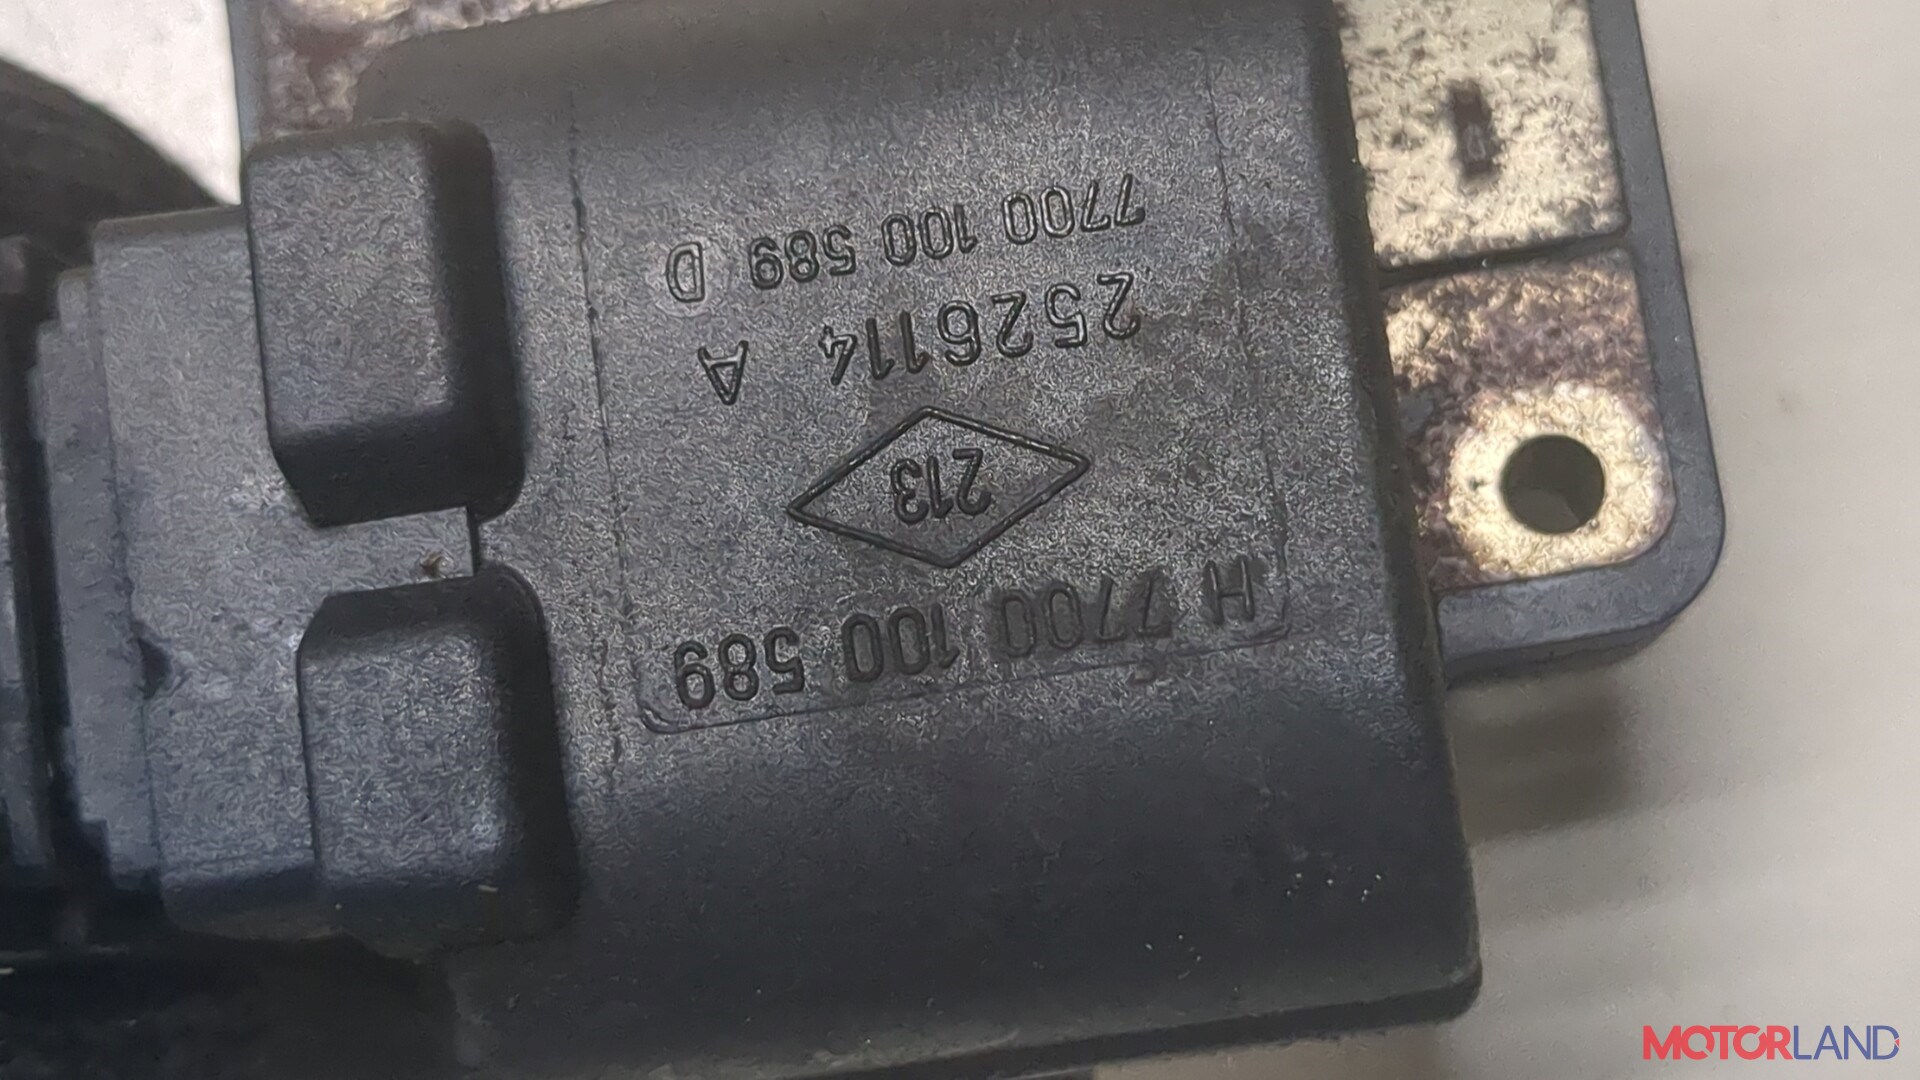 H 7700 100 589
213
2526114 A
7700 100 589 D
MOTORLAND